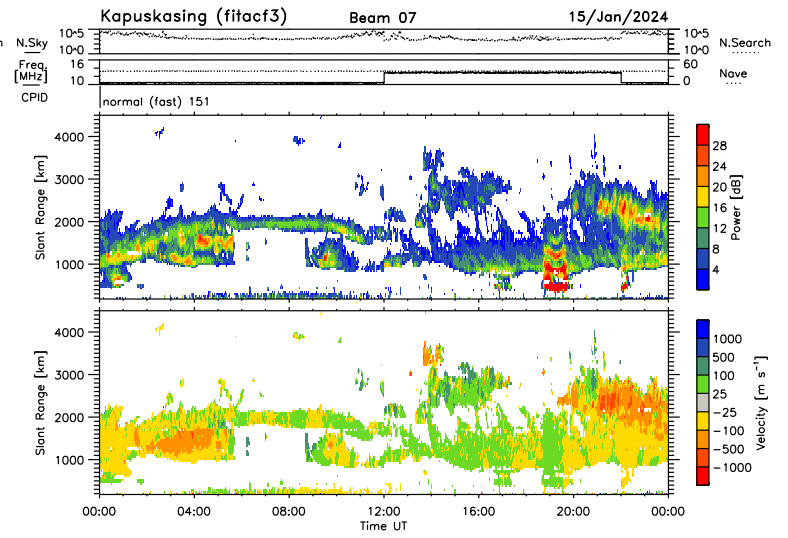 Kapuskasing (fitacf3) Beam 07 15/Jan/2024
N.Sky 10^5 10^0 10^5 10^0 N.Search
Freq. [MHz] 16 10 60 0 Nave
CPID normal (fast) 151
Slant Range [km] 4000 3000 2000 1000
28 24 20 16 12 8 4 Power [dB]
Slant Range [km] 4000 3000 2000 1000
1000 500 100 25 −25 −100 −500 −1000 Velocity [m s⁻¹]
00:00 04:00 08:00 12:00 16:00 20:00 00:00
Time UT